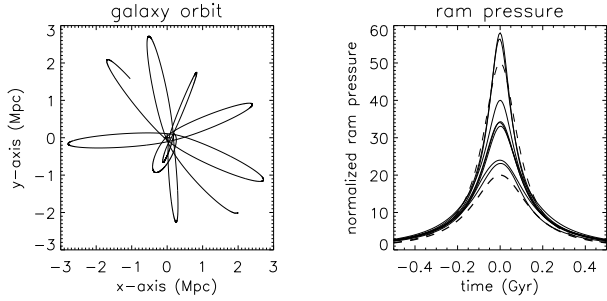 galaxy orbit
3
2
1
0
−1
−2
−3
y−axis (Mpc)
−3 −2 −1 0 1 2 3
x−axis (Mpc)
ram pressure
60
50
40
30
20
10
0
normalized ram pressure
−0.4 −0.2 0.0 0.2 0.4
time (Gyr)